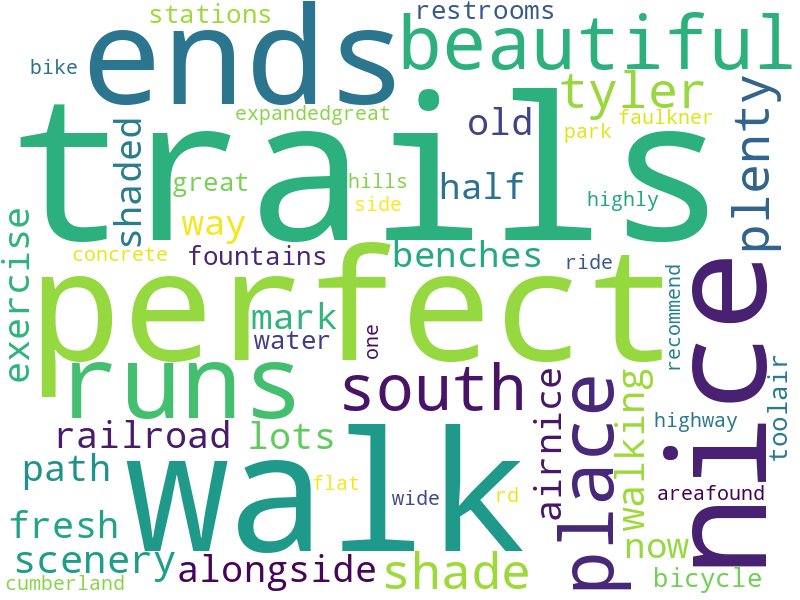 stations
restrooms
ends
beautiful
bike
tyler
plenty
expandedgreat
old
park
faulkner
trails
shaded
great
hills
half
highly
side
way
exercise
concrete
fountains
benches
ride
perfect
nice
mark
water
one
recommend
runs
south
toolair
airnice
place
walking
highway
railroad
lots
walk
path
flat
wide
rd
areafound
fresh
now
scenery
alongside
shade
bicycle
cumberland